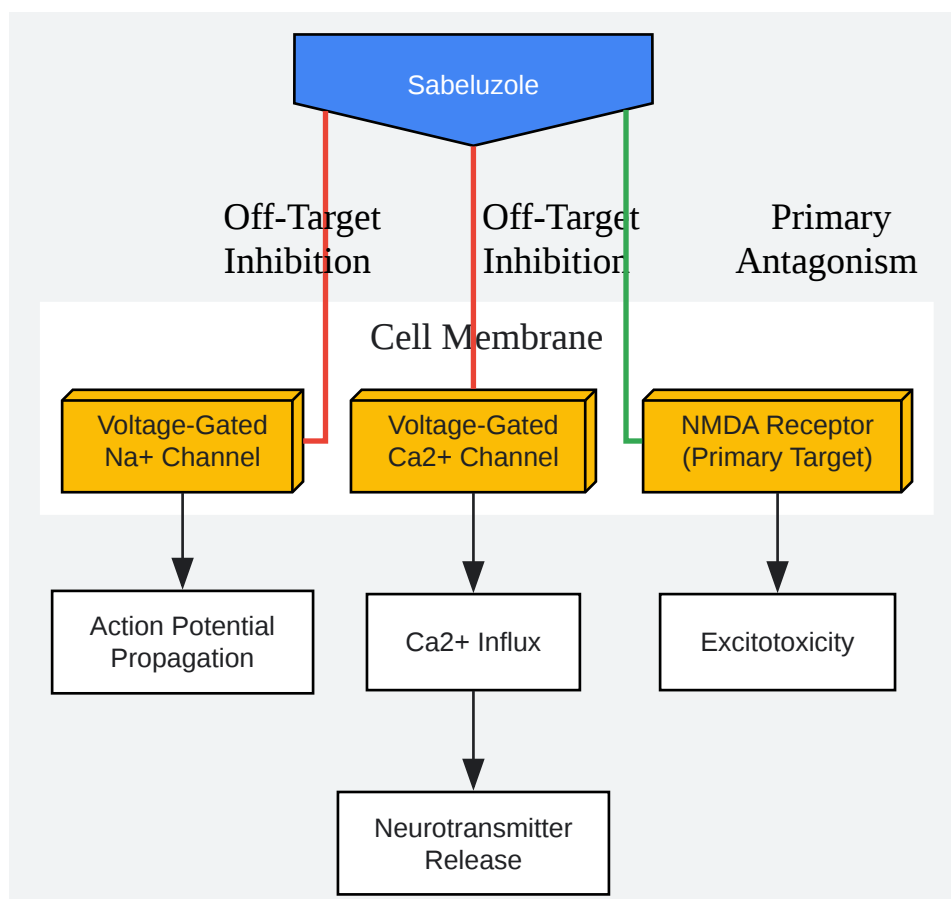 Sabeluzole
Off-Target
Inhibition
Off-Target
Inhibition
Primary
Antagonism
Cell Membrane
Voltage-Gated
Na+ Channel
Voltage-Gated
Ca2+ Channel
NMDA Receptor
(Primary Target)
Action Potential
Propagation
Ca2+ Influx
Excitotoxicity
Neurotransmitter
Release